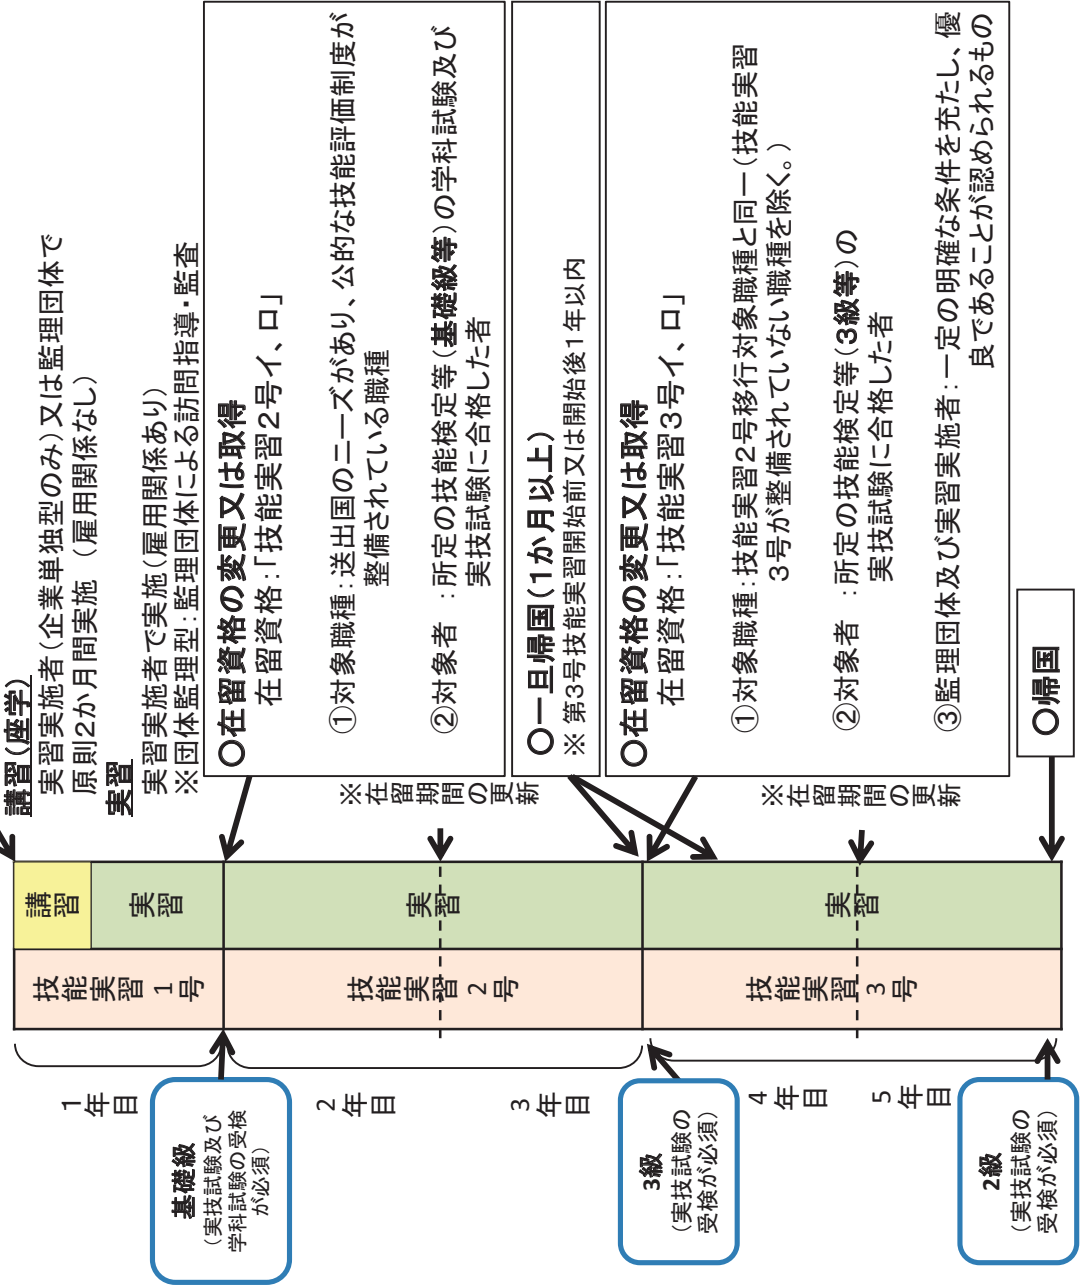 講習(座学)
実習実施者(企業単独型のみ)又は監理団体で
原則2か月間実施 (雇用関係なし)
実習
実習実施者で実施(雇用関係あり)
※団体監理型:監理団体による訪問指導・監査
○在留資格の変更又は取得
在留資格:「技能実習2号イ、ロ」
①対象職種:送出国のニーズがあり、公的な技能評価制度が
整備されている職種
②対象者 :所定の技能検定等(基礎級等)の学科試験及び
実技試験に合格した者
○一旦帰国(1か月以上)
※ 第3号技能実習開始前又は開始後1年以内
○在留資格の変更又は取得
在留資格:「技能実習3号イ、ロ」
①対象職種:技能実習2号移行対象職種と同一(技能実習
3号が整備されていない職種を除く。)
②対象者 :所定の技能検定等(3級等)の
実技試験に合格した者
③監理団体及び実習実施者:一定の明確な条件を充たし、優
良であることが認められるもの
○帰国
※在留期間の更新
※在留期間の更新
講習
実習
実習
実習
技能実習1号
技能実習2号
技能実習3号
1年目
2年目
3年目
4年目
5年目
基礎級
(実技試験及び
学科試験の受検
が必須)
3級
(実技試験の
受検が必須)
2級
(実技試験の
受検が必須)